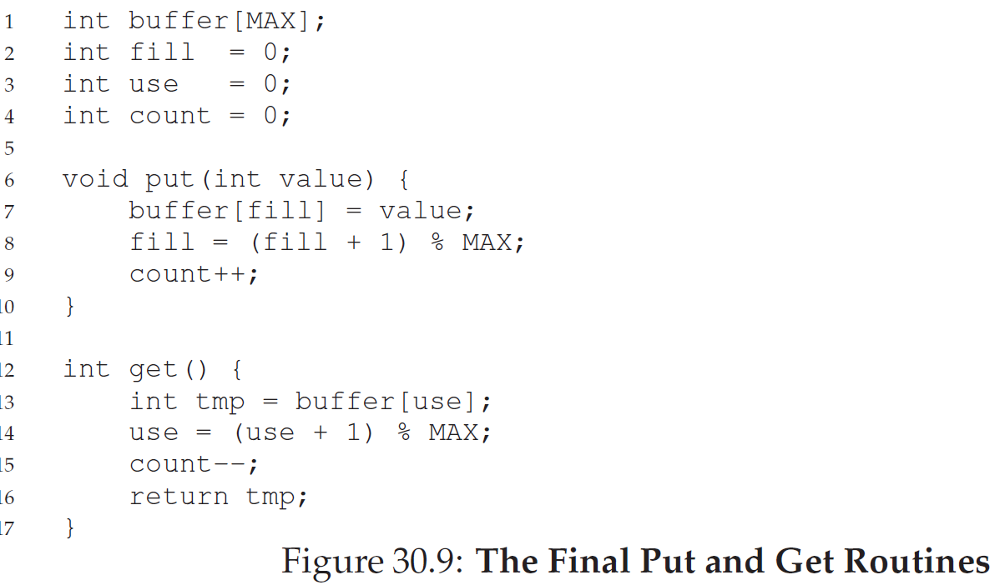 1 int buffer[MAX];
2 int fill = 0;
3 int use = 0;
4 int count = 0;
5
6 void put(int value) {
7 buffer[fill] = value;
8 fill = (fill + 1) % MAX;
9 count++;
10 }
11
12 int get() {
13 int tmp = buffer[use];
14 use = (use + 1) % MAX;
15 count--;
16 return tmp;
17 }
Figure 30.9: The Final Put and Get Routines